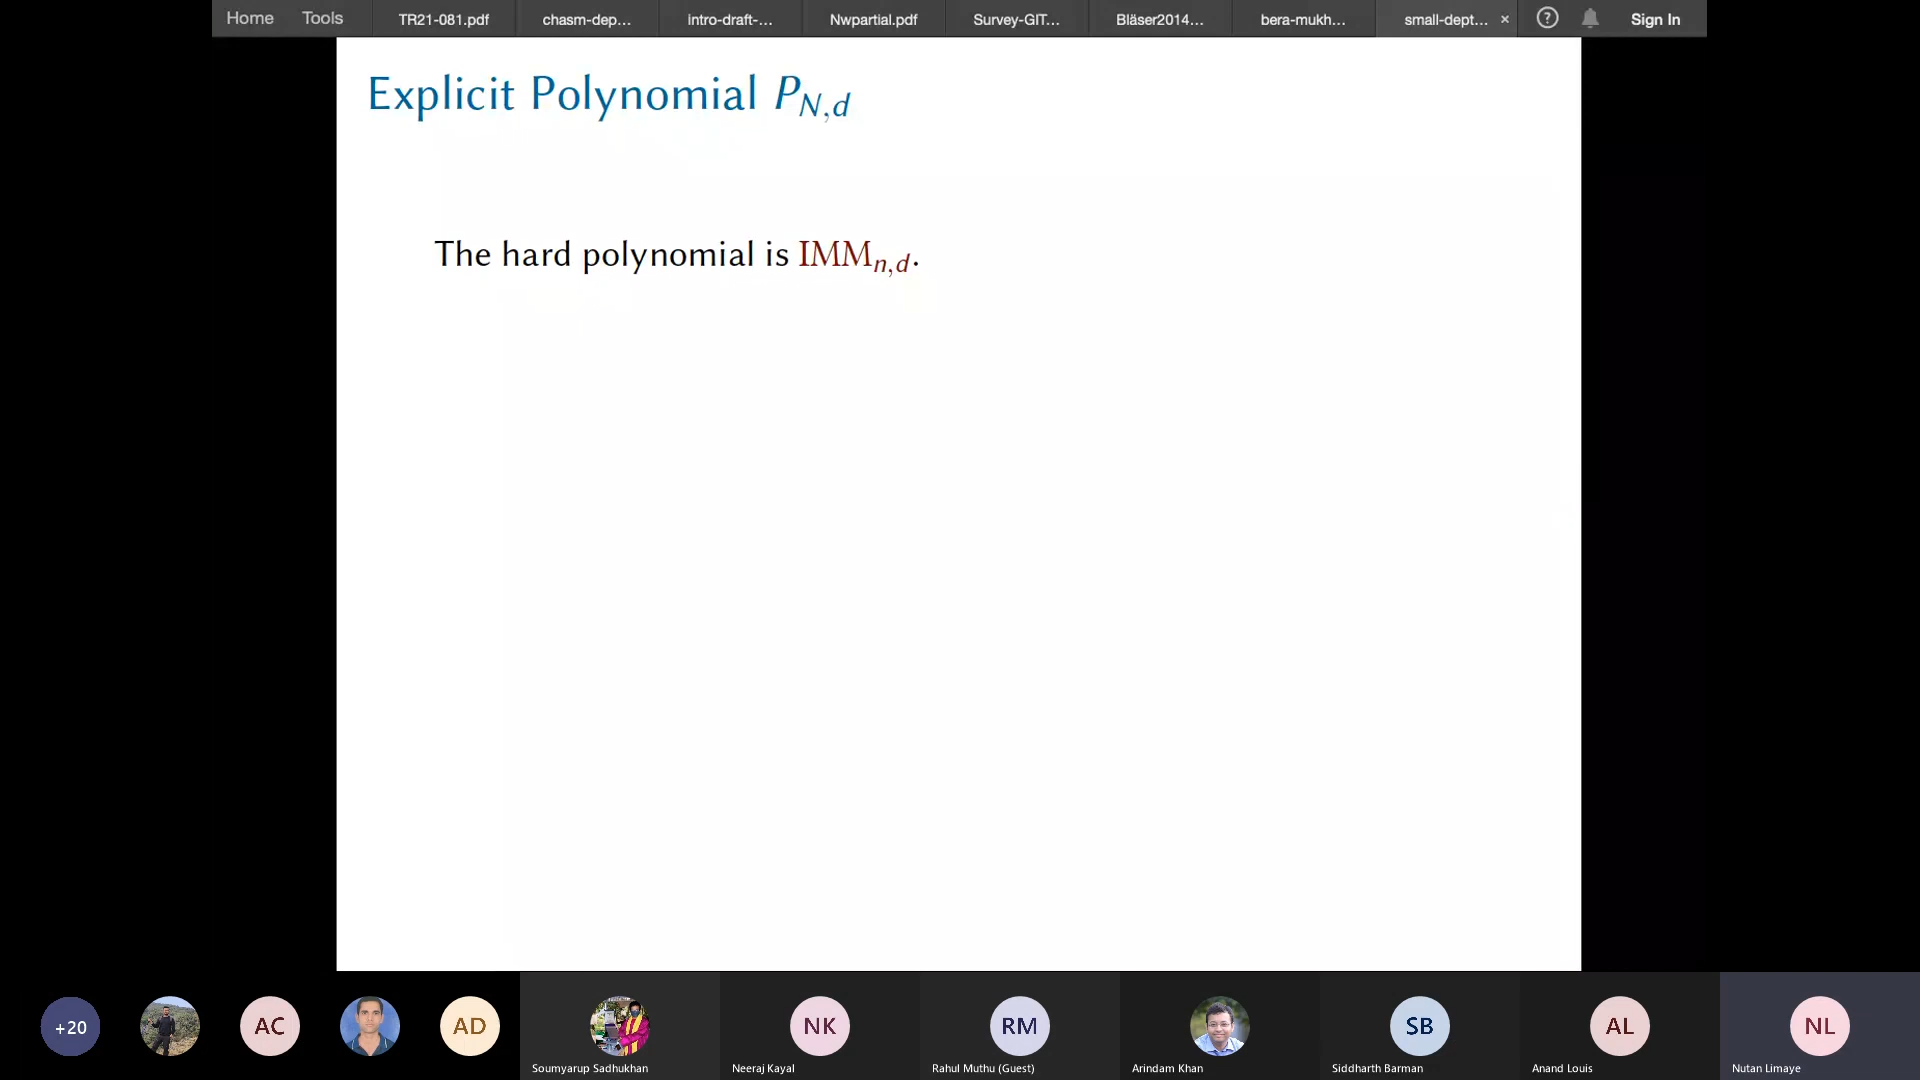 Home Tools TR21-081.pdf chasm-dep... intro-draft-... Nwpartial.pdf Survey-GIT... Bläser2014... bera-mukh... small-dept... × ? Sign In
Explicit Polynomial P_{N,d}
The hard polynomial is IMM_{n,d}.
+20 AC AD NK RM SB AL NL
Soumyarup Sadhukhan Neeraj Kayal Rahul Muthu (Guest) Arindam Khan Siddharth Barman Anand Louis Nutan Limaye